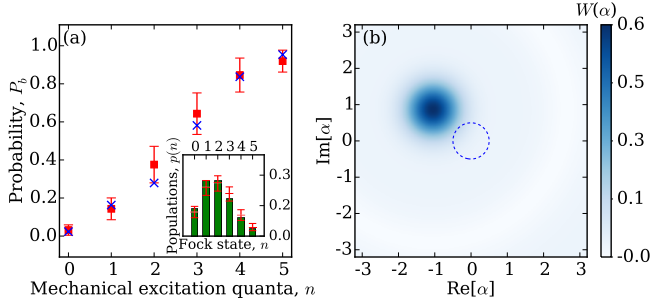 (a)
Probability, P_b
1.0
0.8
0.6
0.4
0.2
0.0
0 1 2 3 4 5
Mechanical excitation quanta, n
0 1 2 3 4 5
Populations, p(n)
0.3
0.2
0.0
Fock state, n
(b)
Im[α]
3
2
1
0
-1
-2
-3
-3 -2 -1 0 1 2 3
Re[α]
W(α)
0.6
0.5
0.3
0.1
-0.0